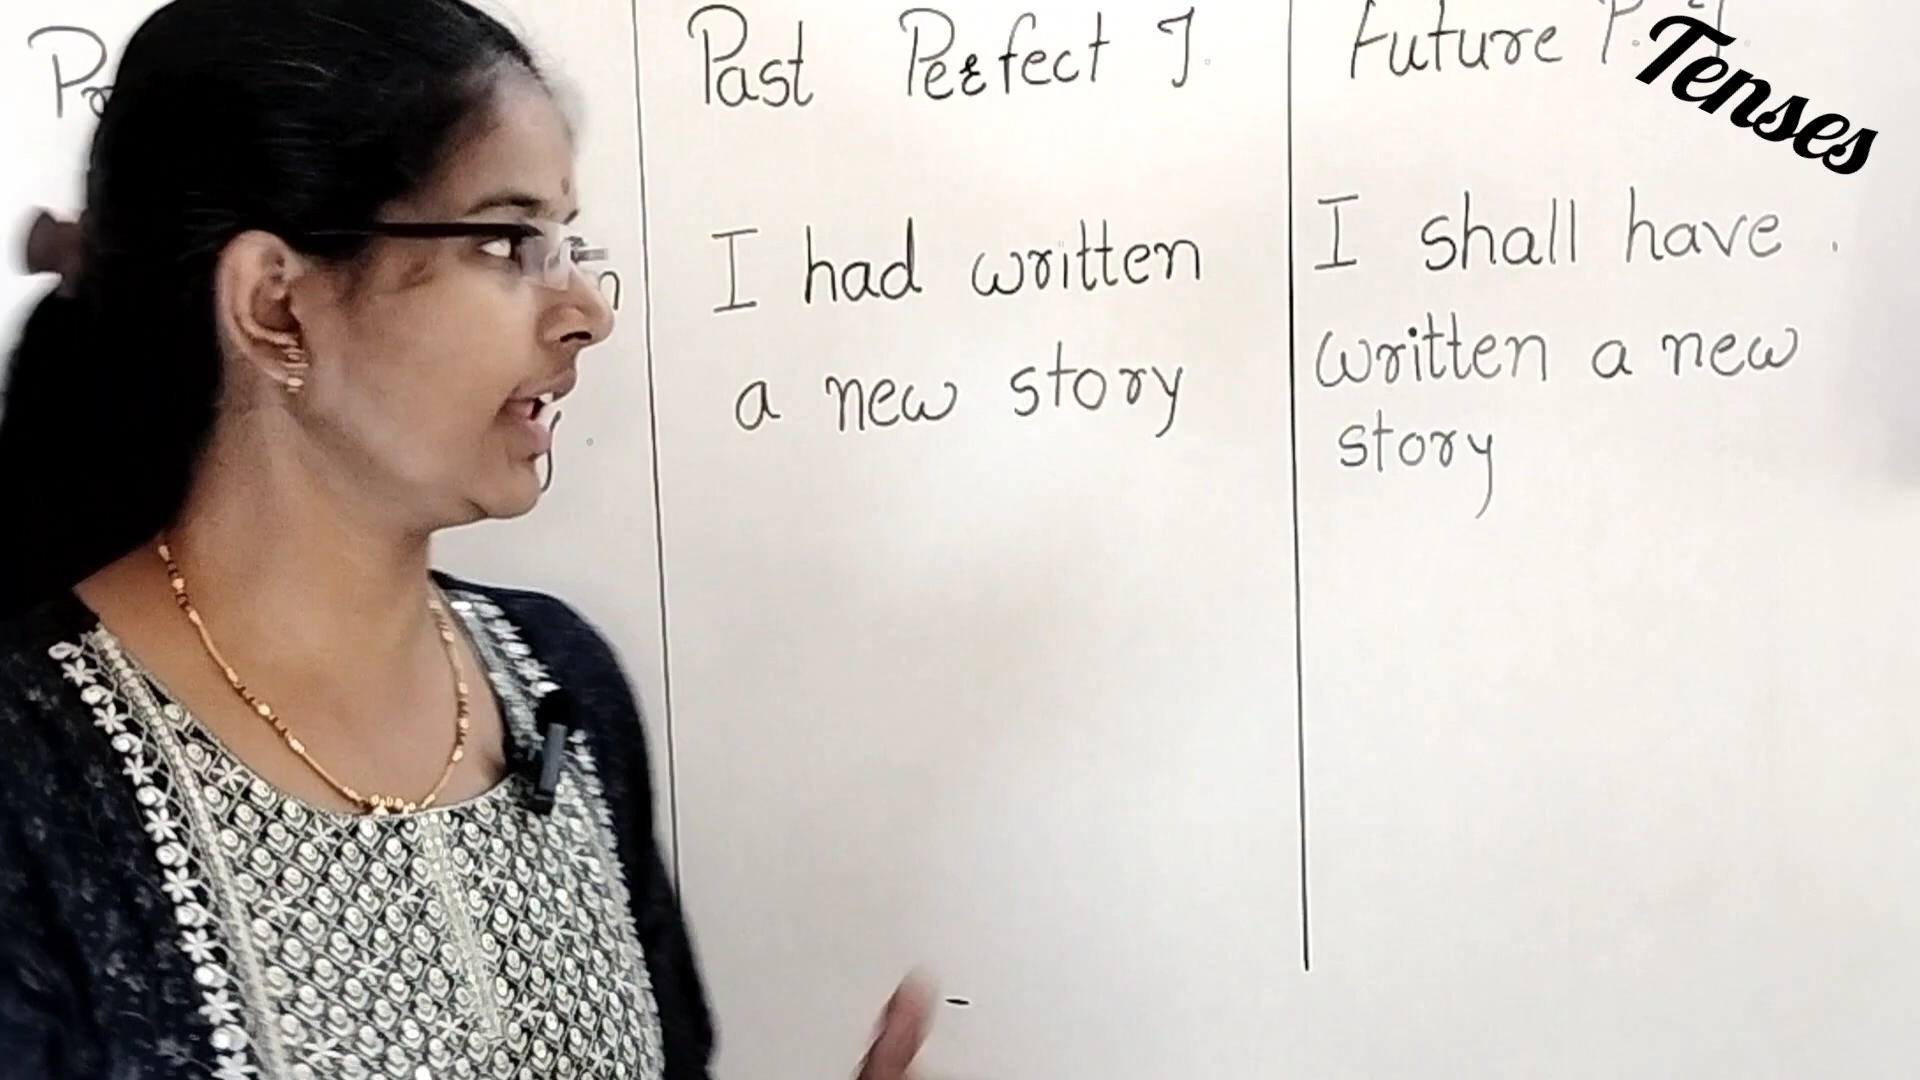 Past Perfect T.
I had written
a new story
Future P.
Tenses
I shall have
written a new
story